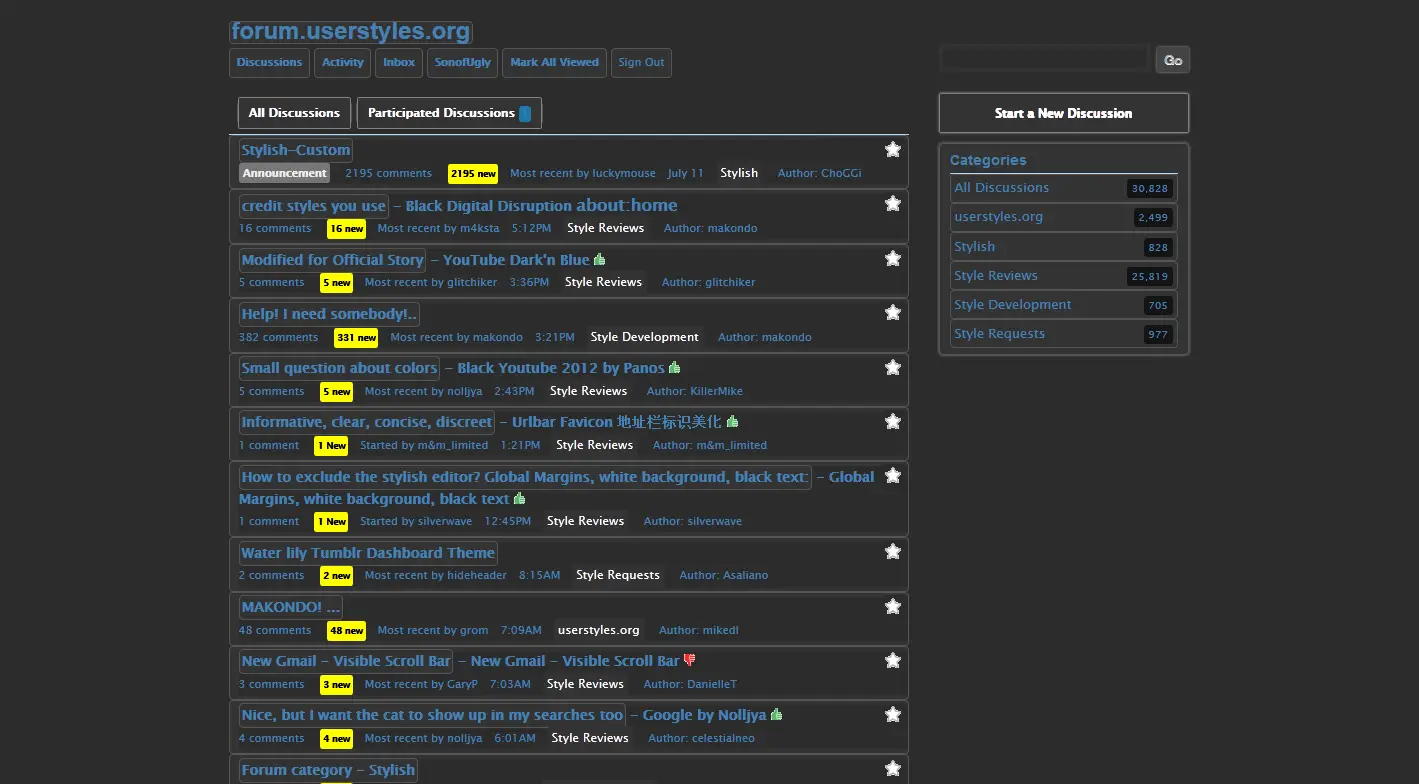 forum.userstyles.org
Discussions Activity Inbox SonofUgly Mark All Viewed Sign Out
Go
All Discussions Participated Discussions
Start a New Discussion
Stylish-Custom
Announcement 2195 comments 2195 new Most recent by luckymouse July 11 Stylish Author: ChoGGi
credit styles you use - Black Digital Disruption about:home
16 comments 16 new Most recent by m4ksta 5:12PM Style Reviews Author: makondo
Modified for Official Story - YouTube Dark'n Blue
5 comments 5 new Most recent by glitchiker 3:36PM Style Reviews Author: glitchiker
Help! I need somebody!..
382 comments 331 new Most recent by makondo 3:21PM Style Development Author: makondo
Small question about colors - Black Youtube 2012 by Panos
5 comments 5 new Most recent by nolljya 2:43PM Style Reviews Author: KillerMike
Informative, clear, concise, discreet - Urlbar Favicon 地址栏标识美化
1 comment 1 New Started by m&m_limited 1:21PM Style Reviews Author: m&m_limited
How to exclude the stylish editor? Global Margins, white background, black text: - Global
Margins, white background, black text
1 comment 1 New Started by silverwave 12:45PM Style Reviews Author: silverwave
Water lily Tumblr Dashboard Theme
2 comments 2 new Most recent by hideheader 8:15AM Style Requests Author: Asaliano
MAKONDO! ...
48 comments 48 new Most recent by grom 7:09AM userstyles.org Author: mikedl
New Gmail - Visible Scroll Bar - New Gmail - Visible Scroll Bar
3 comments 3 new Most recent by GaryP 7:03AM Style Reviews Author: DanielleT
Nice, but I want the cat to show up in my searches too - Google by Nolljya
4 comments 4 new Most recent by nolljya 6:01AM Style Reviews Author: celestialneo
Forum category - Stylish
Categories
All Discussions 30,828
userstyles.org 2,499
Stylish 828
Style Reviews 25,819
Style Development 705
Style Requests 977